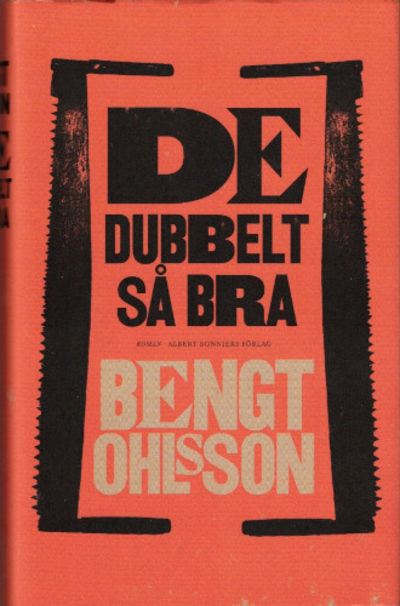 DE
DUBBELT
SÅ BRA
ROMAN · ALBERT BONNIERS FÖRLAG
BENGT
OHLSSON